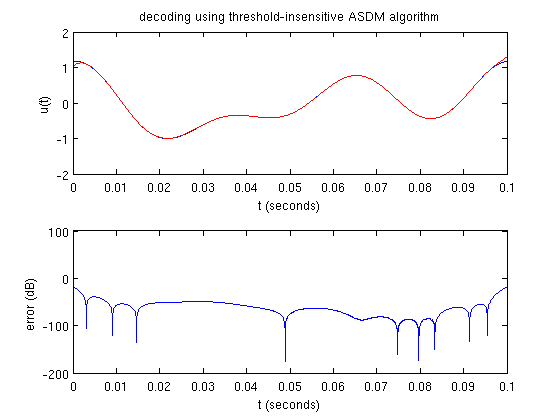 decoding using threshold-insensitive ASDM algorithm
2
1
0
-1
-2
u(t)
0 0.01 0.02 0.03 0.04 0.05 0.06 0.07 0.08 0.09 0.1
t (seconds)
100
0
-100
-200
error (dB)
0 0.01 0.02 0.03 0.04 0.05 0.06 0.07 0.08 0.09 0.1
t (seconds)